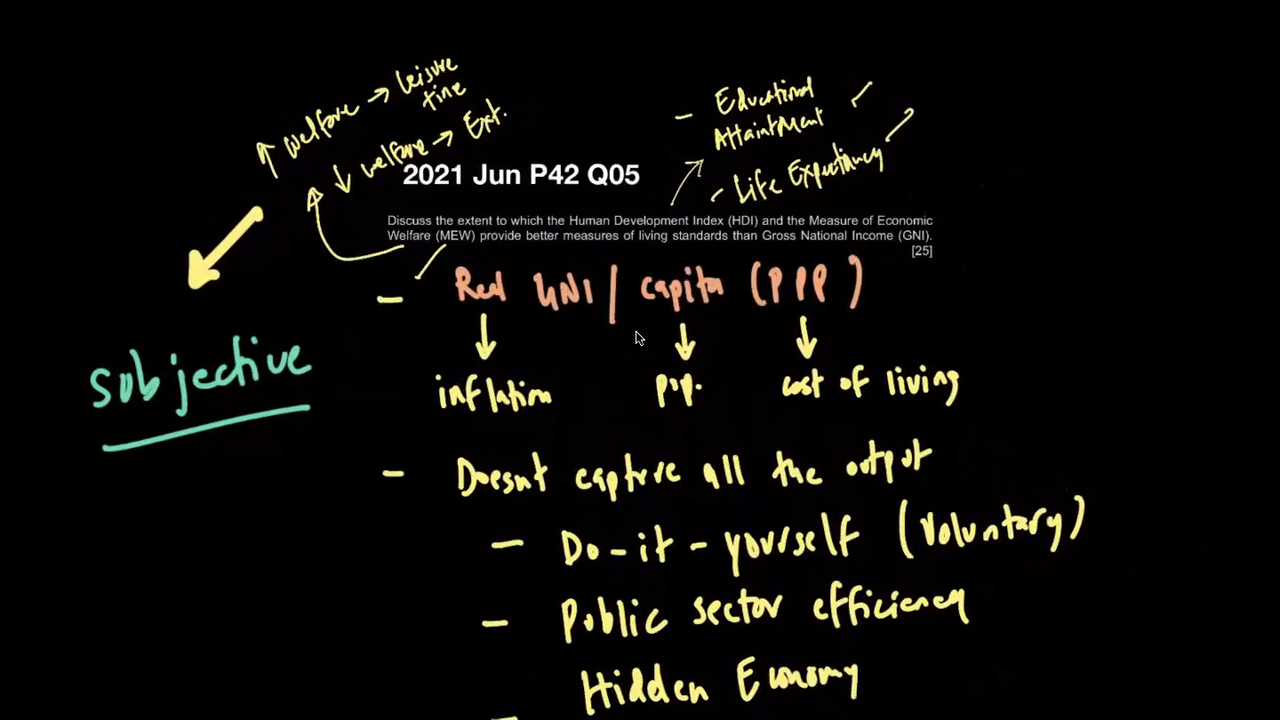 ↑ welfare → leisure
time
↓ welfare → Ext.
- Educational
Attaintment ✓
- Life Expectancy
2021 Jun P42 Q05
Discuss the extent to which the Human Development Index (HDI) and the Measure of Economic
Welfare (MEW) provide better measures of living standards than Gross National Income (GNI).
[25]
- Real GNI / Capita (PPP)
↓ ↓ ↓
inflation pop. cost of living
subjective
- Doesnt capture all the output
- Do-it-yourself (Voluntary)
- Public sector efficiency
- Hidden Economy